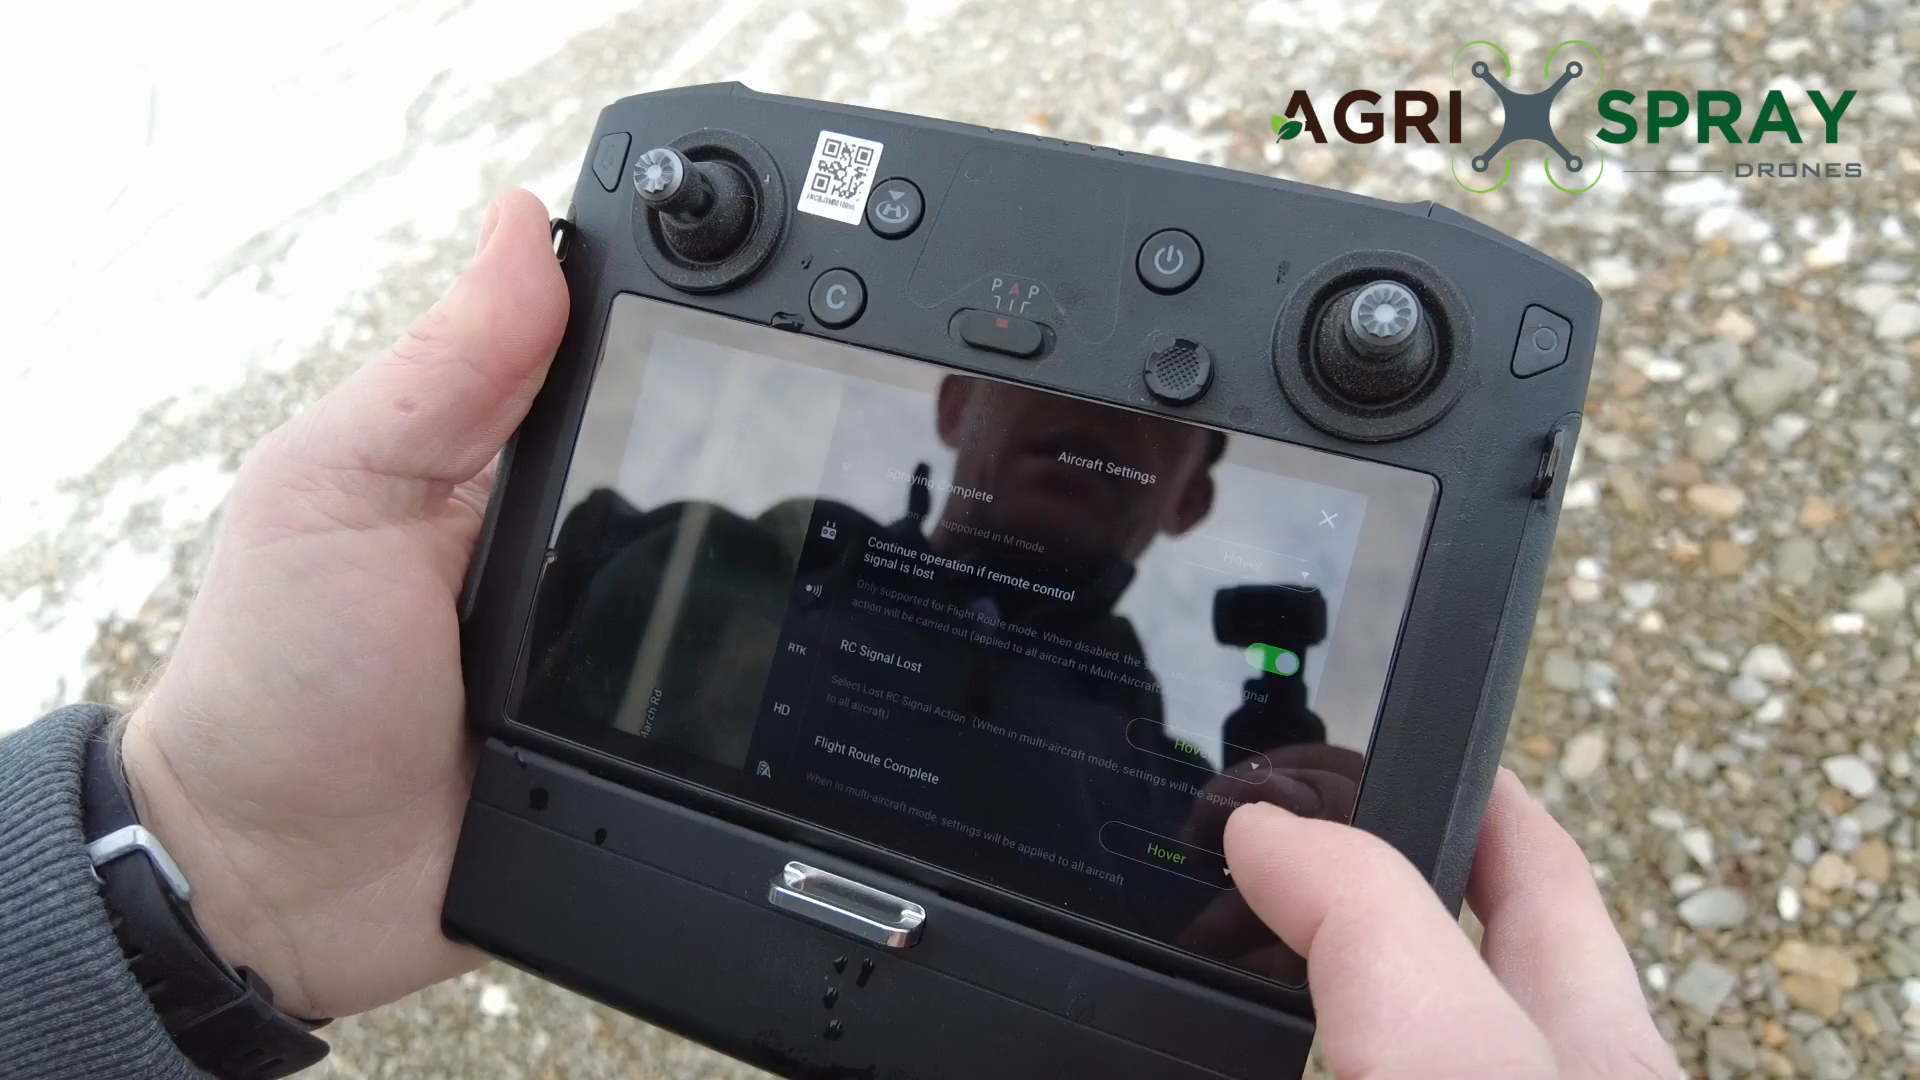 AGRI SPRAY
DRONES
C
P A P
Aircraft Settings
Spraying Complete
supported in M mode
Hover
Continue operation if remote control
signal is lost
Only supported for Flight Route mode. When disabled, the
action will be carried out (applied to all aircraft in Multi-Aircraft
RTK
RC Signal Lost
Select Lost RC Signal Action (When in multi-aircraft mode, settings will be applied
to all aircraft)
Hover
HD
March Rd
Flight Route Complete
When in multi-aircraft mode, settings will be applied to all aircraft
Hover